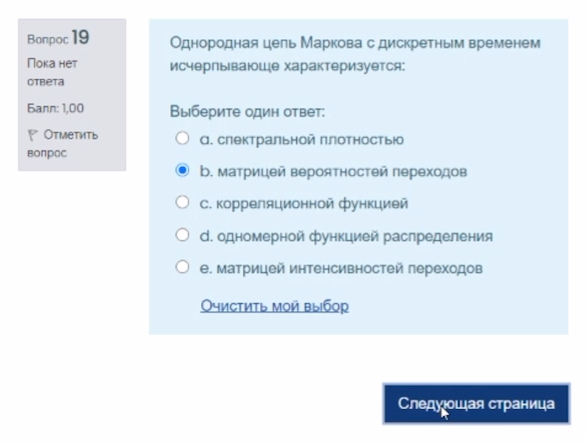 Вопрос 19
Пока нет
ответа
Балл: 1,00
Отметить
вопрос
Однородная цепь Маркова с дискретным временем
исчерпывающе характеризуется:
Выберите один ответ:
a. спектральной плотностью
b. матрицей вероятностей переходов
c. корреляционной функцией
d. одномерной функцией распределения
e. матрицей интенсивностей переходов
Очистить мой выбор
Следующая страница